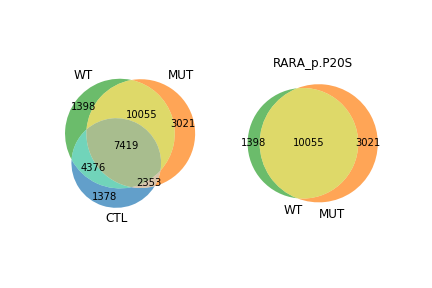 WT
MUT
1398
10055
3021
7419
4376
2353
1378
CTL
RARA_p.P20S
1398
10055
3021
WT
MUT